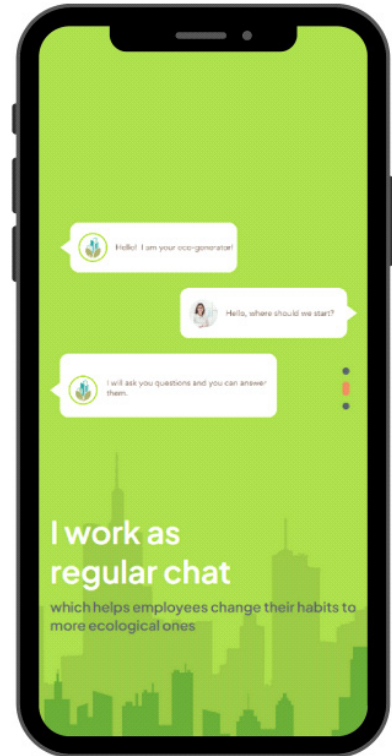 Hello! I am your eco-generator!
Hello, where should we start?
I will ask you questions and you can answer
them.
I work as
regular chat
which helps employees change their habits to
more ecological ones